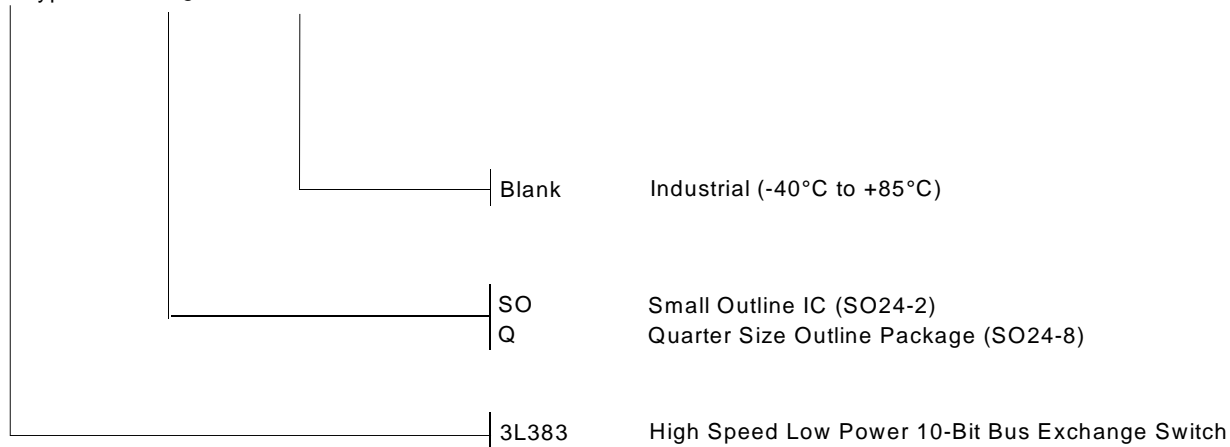 Blank Industrial (-40°C to +85°C)
SO Small Outline IC (SO24-2)
Q Quarter Size Outline Package (SO24-8)
3L383 High Speed Low Power 10-Bit Bus Exchange Switch